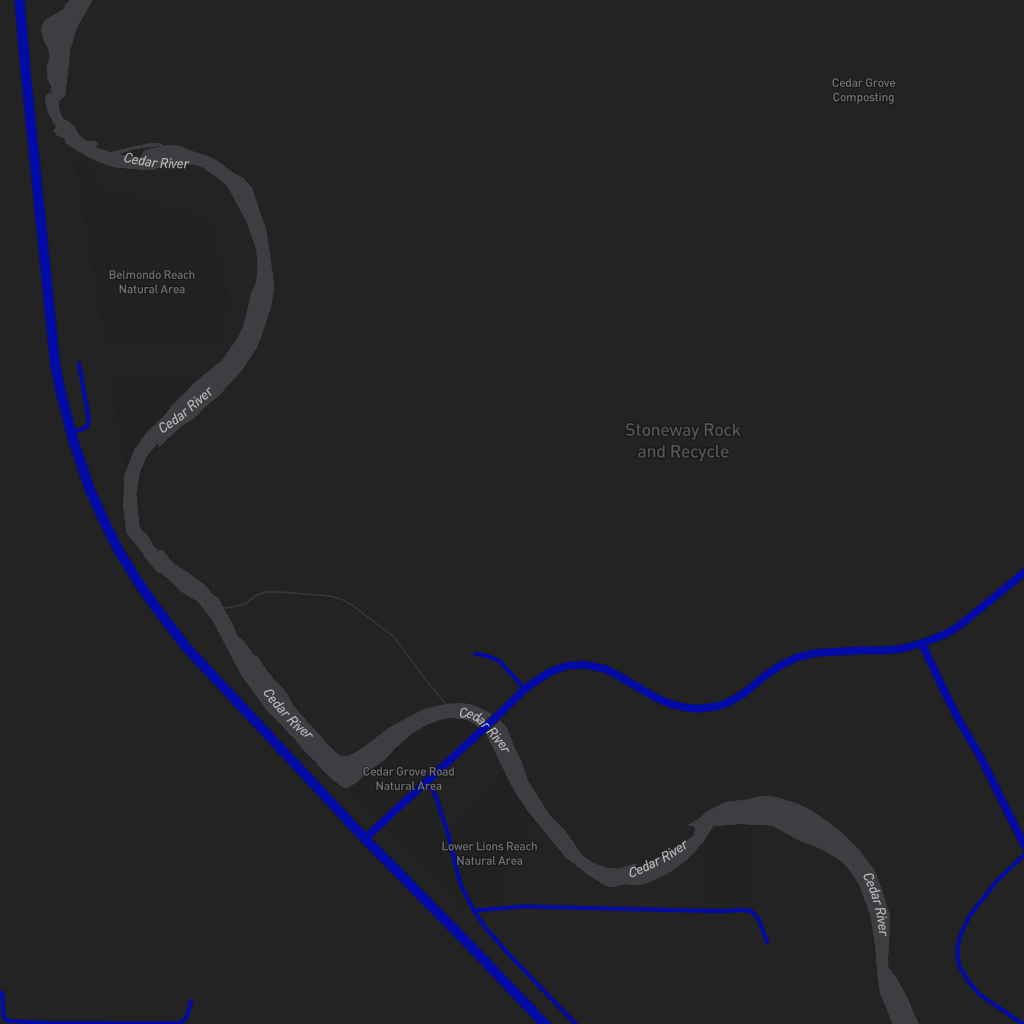 Cedar Grove
Composting
Cedar River
Belmondo Reach
Natural Area
Cedar River
Stoneway Rock
and Recycle
Cedar River
Cedar River
Cedar Grove Road
Natural Area
Lower Lions Reach
Natural Area
Cedar River
Cedar River